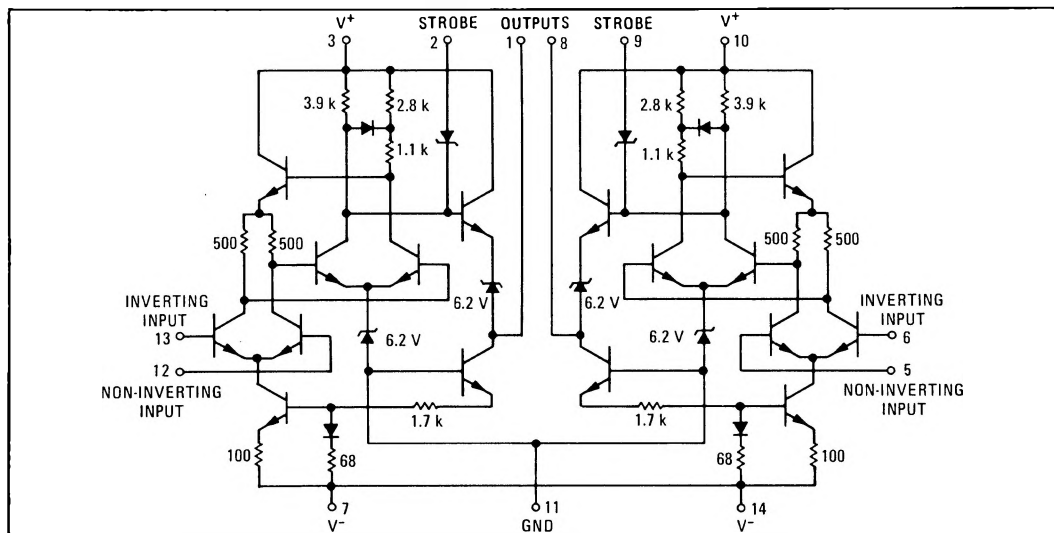 V+ STROBE OUTPUTS STROBE V+
3 2 1 8 9 10
3.9 k 2.8 k 2.8 k 3.9 k
1.1 k 1.1 k
500 500 500 500
6.2 V 6.2 V
INVERTING INPUT 6.2 V 6.2 V INVERTING INPUT
13 6
12 5
NON-INVERTING INPUT NON-INVERTING INPUT
1.7 k 1.7 k
100 68 68 100
7 11 14
V- GND V-